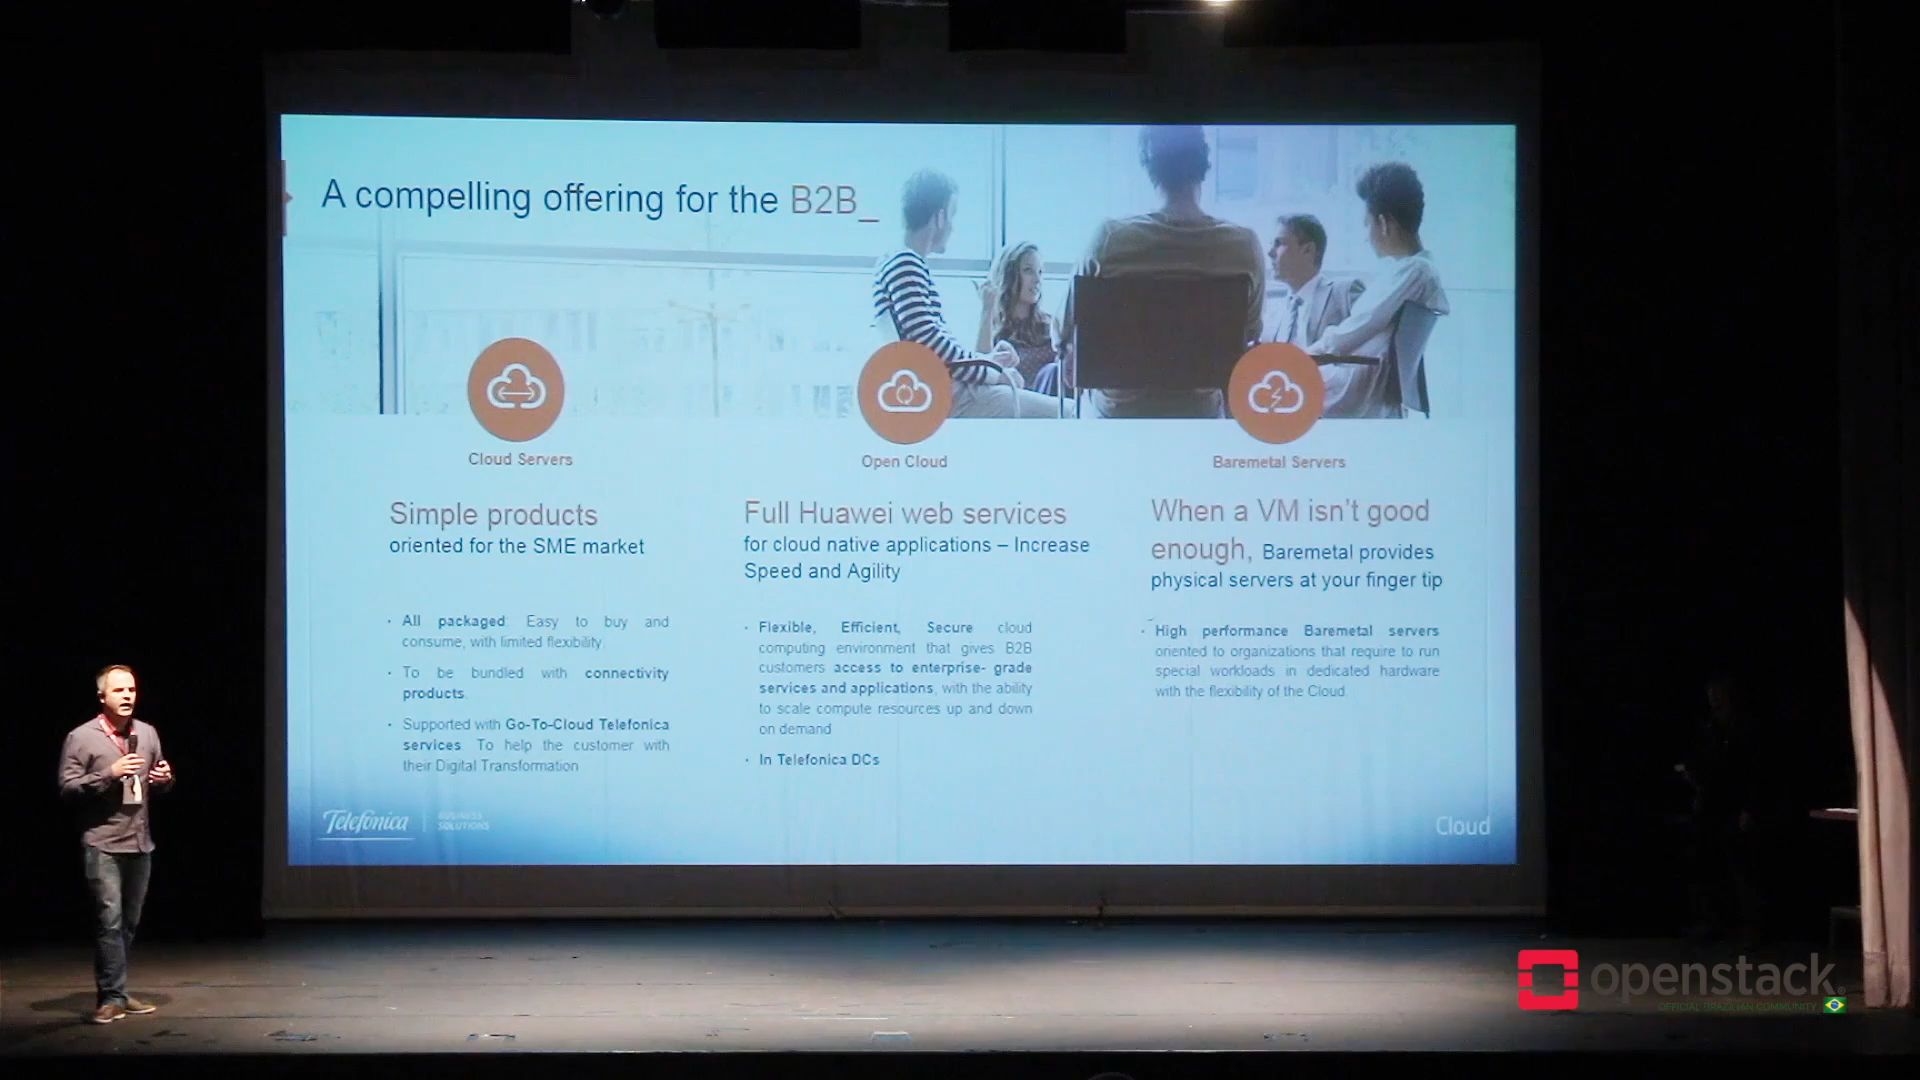 A compelling offering for the B2B_
Cloud Servers
Simple products
oriented for the SME market
· All packaged: Easy to buy and
consume, with limited flexibility
· To be bundled with connectivity
products
· Supported with Go-To-Cloud Telefonica
services. To help the customer with
their Digital Transformation
Open Cloud
Full Huawei web services
for cloud native applications – Increase
Speed and Agility
· Flexible, Efficient, Secure cloud
computing environment that gives B2B
customers access to enterprise- grade
services and applications, with the ability
to scale compute resources up and down
on demand
· In Telefonica DCs
Baremetal Servers
When a VM isn't good
enough, Baremetal provides
physical servers at your finger tip
· High performance Baremetal servers
oriented to organizations that require to run
special workloads in dedicated hardware
with the flexibility of the Cloud.
Telefónica
BUSINESS
SOLUTIONS
Cloud
openstack®
OFFICIAL BRAZILIAN COMMUNITY